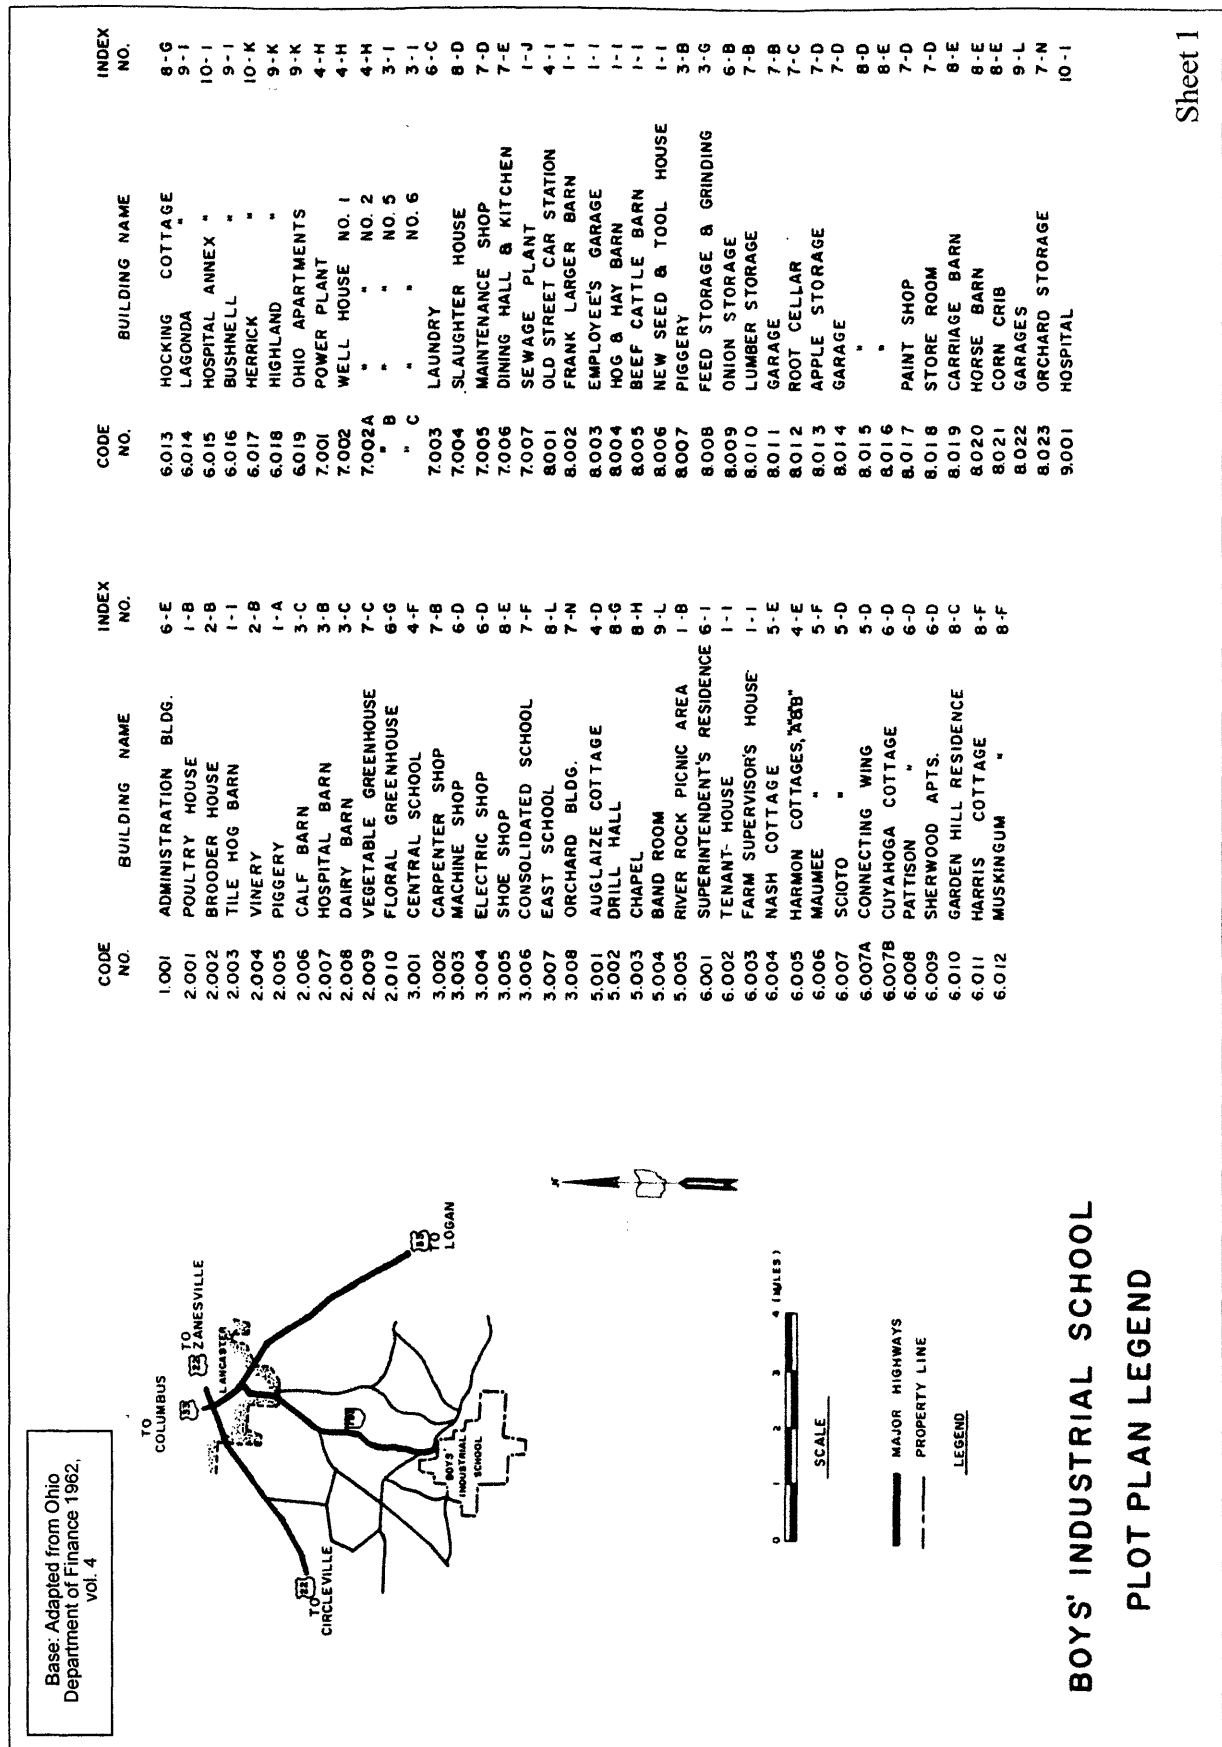 Base: Adapted from Ohio
Department of Finance 1962,
vol. 4
TO
COLUMBUS
33
22
TO
ZANESVILLE
LANCASTER
22
TO
CIRCLEVILLE
33
TO
LOGAN
BOYS'
INDUSTRIAL
SCHOOL
N
0 1 2 3 4 (MILES)
SCALE
MAJOR HIGHWAYS
PROPERTY LINE
LEGEND
BOYS' INDUSTRIAL SCHOOL
PLOT PLAN LEGEND
CODE NO. BUILDING NAME INDEX NO.
1.001 ADMINISTRATION BLDG. 6-E
2.001 POULTRY HOUSE 1-B
2.002 BROODER HOUSE 2-B
2.003 TILE HOG BARN 1-I
2.004 VINERY 2-B
2.005 PIGGERY 1-A
2.006 CALF BARN 3-C
2.007 HOSPITAL BARN 3-B
2.008 DAIRY BARN 3-C
2.009 VEGETABLE GREENHOUSE 7-C
2.010 FLORAL GREENHOUSE 6-G
3.001 CENTRAL SCHOOL 4-F
3.002 CARPENTER SHOP 7-B
3.003 MACHINE SHOP 6-D
3.004 ELECTRIC SHOP 6-D
3.005 SHOE SHOP 8-E
3.006 CONSOLIDATED SCHOOL 7-F
3.007 EAST SCHOOL 8-L
3.008 ORCHARD BLDG. 7-N
5.001 AUGLAIZE COTTAGE 4-D
5.002 DRILL HALL 8-G
5.003 CHAPEL 8-H
5.004 BAND ROOM 9-L
5.005 RIVER ROCK PICNIC AREA 1-B
6.001 SUPERINTENDENT'S RESIDENCE 6-I
6.002 TENANT-HOUSE 1-I
6.003 FARM SUPERVISOR'S HOUSE 1-I
6.004 NASH COTTAGE 5-E
6.005 HARMON COTTAGES, "A"&"B" 4-E
6.006 MAUMEE " 5-F
6.007 SCIOTO " 5-D
6.007A CONNECTING WING 5-D
6.007B CUYAHOGA COTTAGE 6-D
6.008 PATTISON " 6-D
6.009 SHERWOOD APTS. 6-D
6.010 GARDEN HILL RESIDENCE 8-C
6.011 HARRIS COTTAGE 8-F
6.012 MUSKINGUM " 8-F
CODE NO. BUILDING NAME INDEX NO.
6.013 HOCKING COTTAGE 8-G
6.014 LAGONDA " 9-I
6.015 HOSPITAL ANNEX " 10-I
6.016 BUSHNELL " 9-I
6.017 HERRICK " 10-K
6.018 HIGHLAND " 9-K
6.019 OHIO APARTMENTS 9-K
7.001 POWER PLANT 4-H
7.002 WELL HOUSE NO. 1 4-H
7.002A " " NO. 2 4-H
" B " " NO. 5 3-I
" C " " NO. 6 3-I
7.003 LAUNDRY 6-C
7.004 SLAUGHTER HOUSE 8-D
7.005 MAINTENANCE SHOP 7-D
7.006 DINING HALL & KITCHEN 7-E
7.007 SEWAGE PLANT 1-J
8.001 OLD STREET CAR STATION 4-I
8.002 FRANK LARGER BARN 1-I
8.003 EMPLOYEE'S GARAGE 1-I
8.004 HOG & HAY BARN 1-I
8.005 BEEF CATTLE BARN 1-I
8.006 NEW SEED & TOOL HOUSE 1-I
8.007 PIGGERY 3-B
8.008 FEED STORAGE & GRINDING 3-G
8.009 ONION STORAGE 6-B
8.010 LUMBER STORAGE 7-B
8.011 GARAGE 7-B
8.012 ROOT CELLAR 7-C
8.013 APPLE STORAGE 7-D
8.014 GARAGE 7-D
8.015 " 8-D
8.016 " 8-E
8.017 PAINT SHOP 7-D
8.018 STORE ROOM 7-D
8.019 CARRIAGE BARN 8-E
8.020 HORSE BARN 8-E
8.021 CORN CRIB 8-E
8.022 GARAGES 9-L
8.023 ORCHARD STORAGE 7-N
9.001 HOSPITAL 10-I
Sheet 1